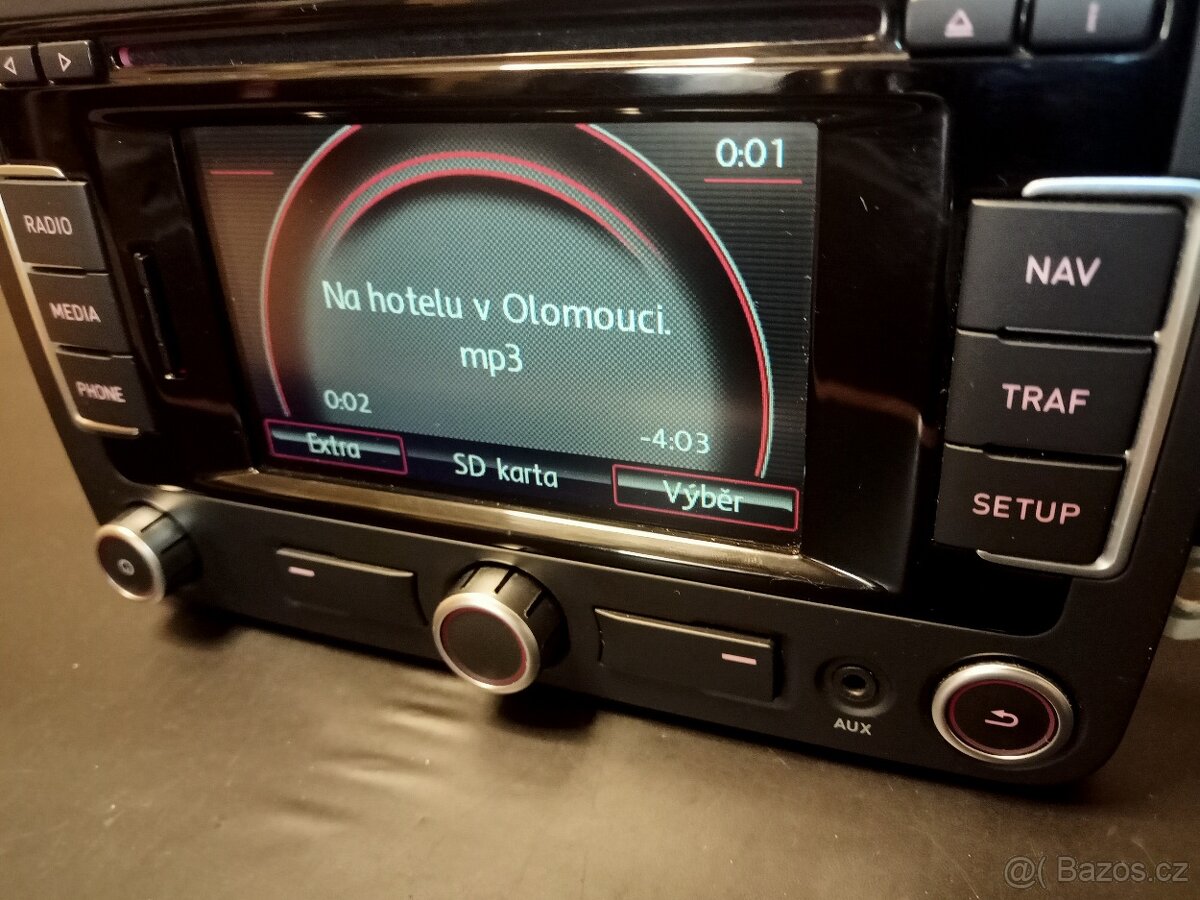 RADIO
MEDIA
PHONE
0:01
Na hotelu v Olomouci.
mp3
0:02
-4:03
Extra
SD karta
Výběr
NAV
TRAF
SETUP
AUX
@( Bazos.cz